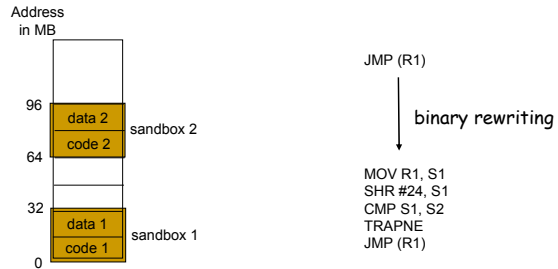 Address
in MB
96
data 2
code 2
sandbox 2
64
32
data 1
code 1
sandbox 1
0
JMP (R1)
binary rewriting
MOV R1, S1
SHR #24, S1
CMP S1, S2
TRAPNE
JMP (R1)